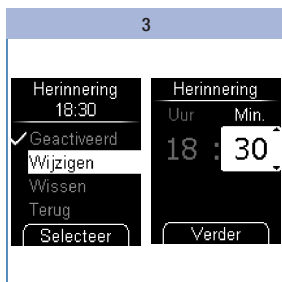 3
Herinnering
18:30
Geactiveerd
Wijzigen
Wissen
Terug
Selecteer
Herinnering
Uur Min.
18 : 30
Verder